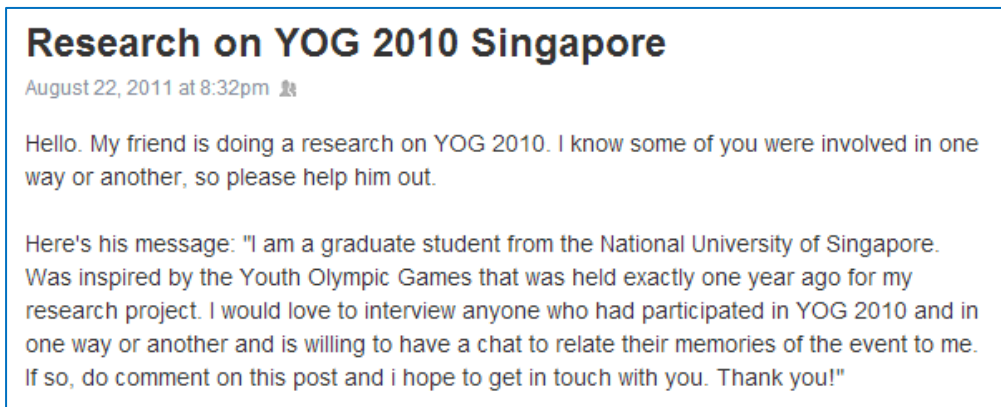 Research on YOG 2010 Singapore
August 22, 2011 at 8:32pm
Hello. My friend is doing a research on YOG 2010. I know some of you were involved in one
way or another, so please help him out.
Here's his message: "I am a graduate student from the National University of Singapore.
Was inspired by the Youth Olympic Games that was held exactly one year ago for my
research project. I would love to interview anyone who had participated in YOG 2010 and in
one way or another and is willing to have a chat to relate their memories of the event to me.
If so, do comment on this post and i hope to get in touch with you. Thank you!"